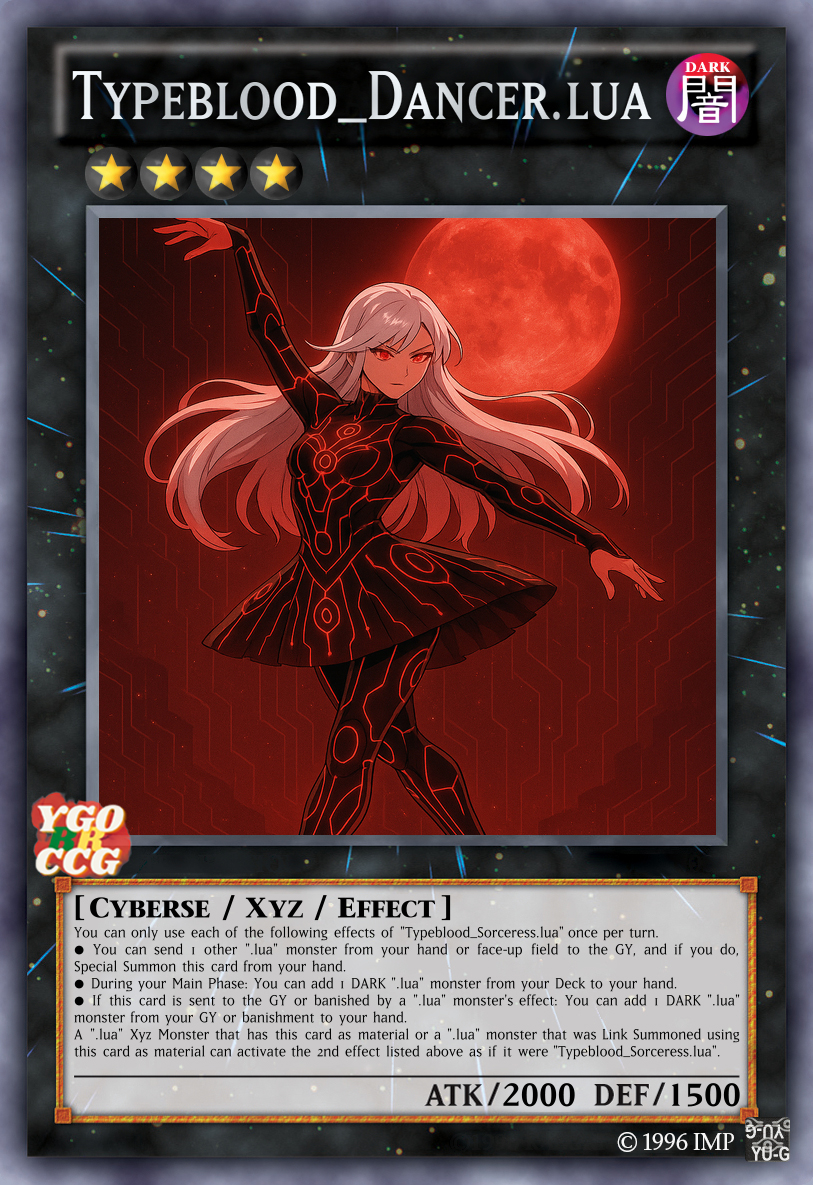 TYPEBLOOD_DANCER.LUA
DARK
闇
YGO
RR
CCG
[ CYBERSE / XYZ / EFFECT ]
You can only use each of the following effects of "Typeblood_Sorceress.lua" once per turn.
● You can send 1 other ".lua" monster from your hand or face-up field to the GY, and if you do,
Special Summon this card from your hand.
● During your Main Phase: You can add 1 DARK ".lua" monster from your Deck to your hand.
● If this card is sent to the GY or banished by a ".lua" monster's effect: You can add 1 DARK ".lua"
monster from your GY or banishment to your hand.
A ".lua" Xyz Monster that has this card as material or a ".lua" monster that was Link Summoned using
this card as material can activate the 2nd effect listed above as if it were "Typeblood_Sorceress.lua".
ATK/2000 DEF/1500
© 1996 IMP
YU-G